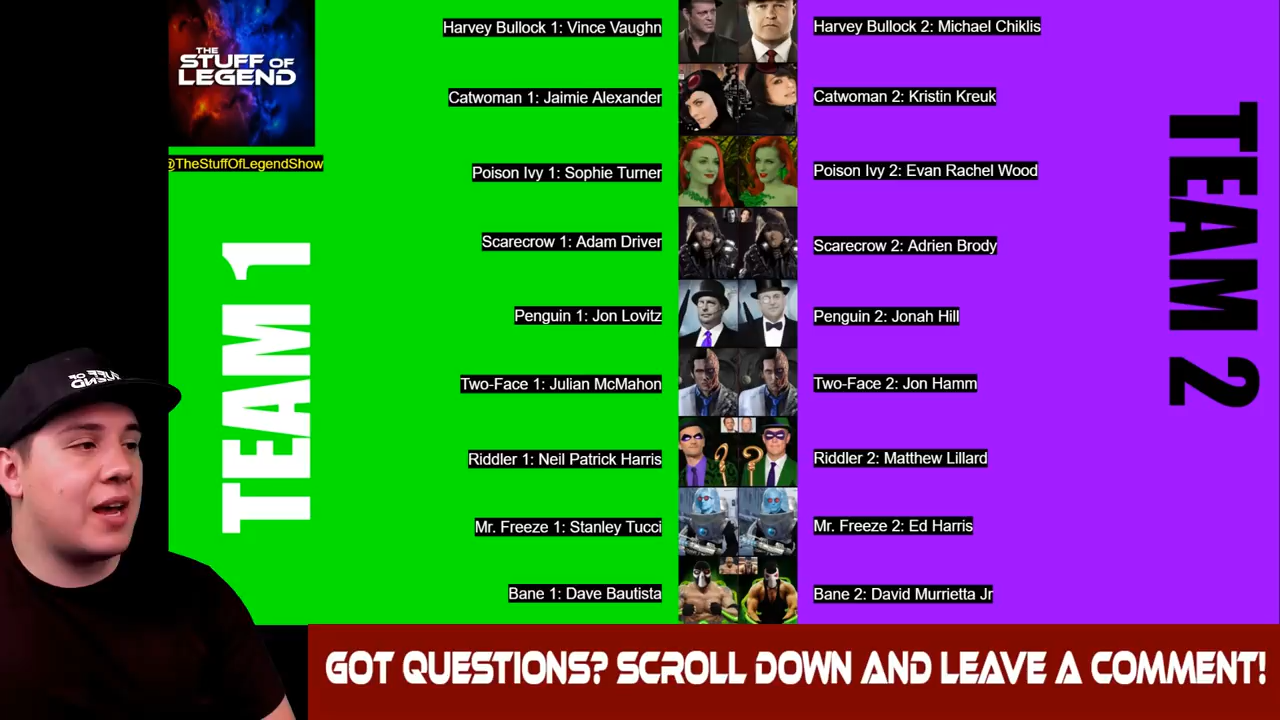 THE
STUFF OF
LEGEND
@TheStuffOfLegendShow
TEAM 1
Harvey Bullock 1: Vince Vaughn
Catwoman 1: Jaimie Alexander
Poison Ivy 1: Sophie Turner
Scarecrow 1: Adam Driver
Penguin 1: Jon Lovitz
Two-Face 1: Julian McMahon
Riddler 1: Neil Patrick Harris
Mr. Freeze 1: Stanley Tucci
Bane 1: Dave Bautista
Harvey Bullock 2: Michael Chiklis
Catwoman 2: Kristin Kreuk
Poison Ivy 2: Evan Rachel Wood
Scarecrow 2: Adrien Brody
Penguin 2: Jonah Hill
Two-Face 2: Jon Hamm
Riddler 2: Matthew Lillard
Mr. Freeze 2: Ed Harris
Bane 2: David Murrietta Jr
TEAM 2
GOT QUESTIONS? SCROLL DOWN AND LEAVE A COMMENT!